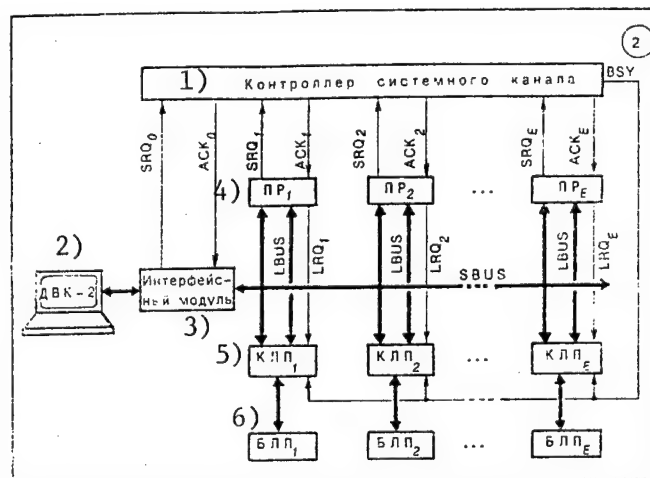 2
1) Контроллер системного канала BSY
SRQ0 ACK0 SRQ1 ACK1 SRQ2 ACK2 SRQE ACKE
4) ПР1 ПР2 ... ПРE
LBUS LRQ1 LBUS LRQ2 LBUS LRQE
SBUS
2) ДВК-2
Интерфейс-
ный модуль
3)
5) КЛП1 КЛП2 ... КЛПE
6) БЛП1 БЛП2 ... БЛПE